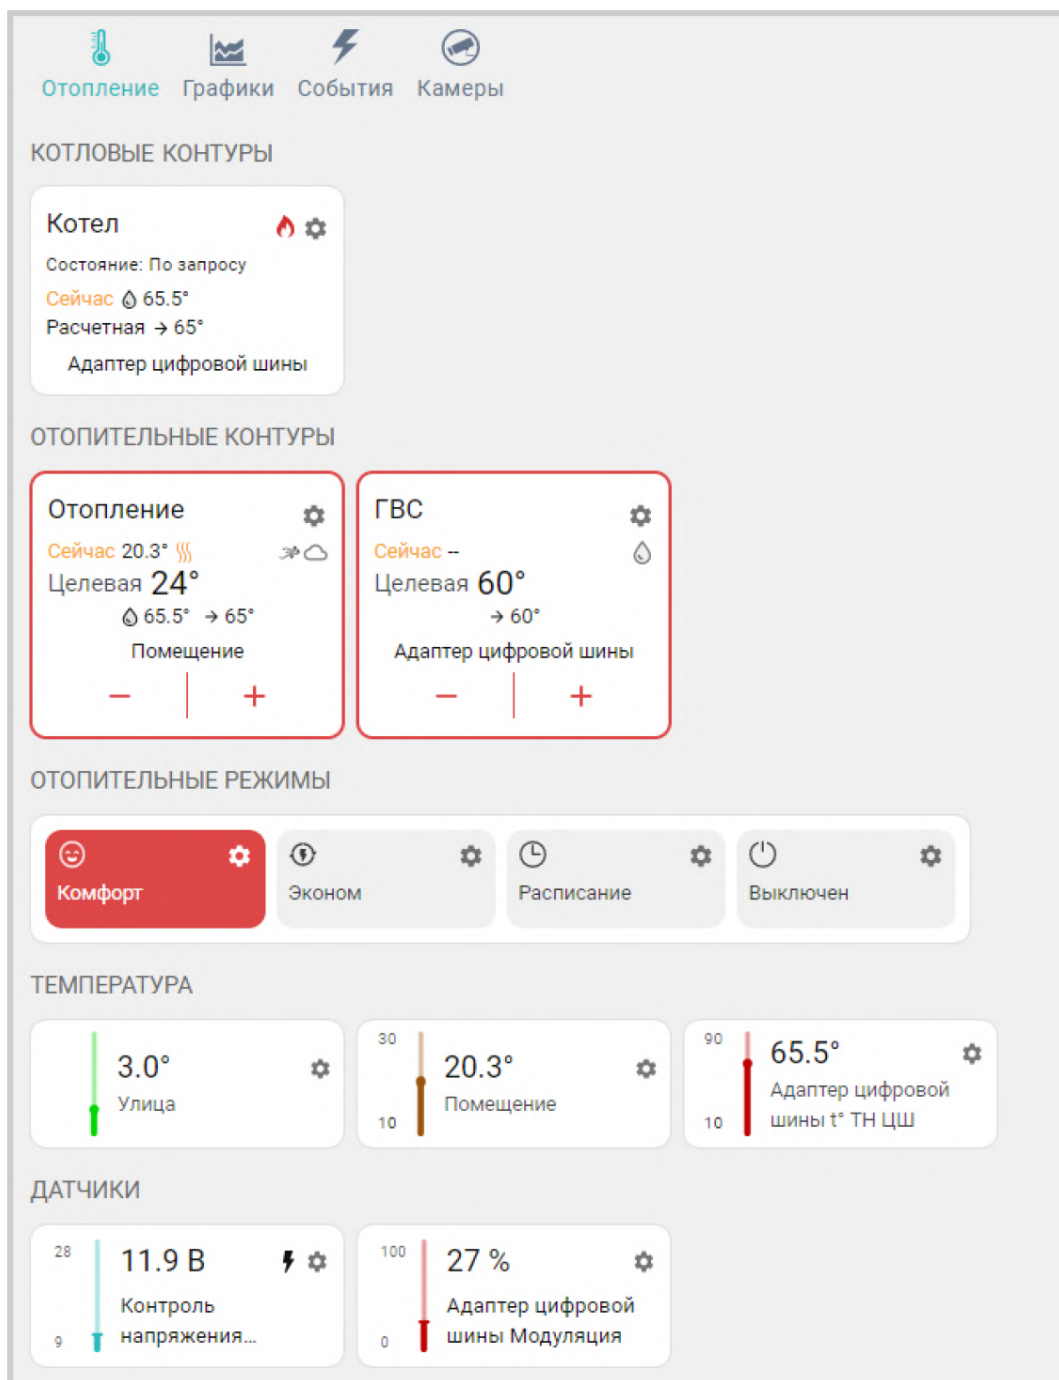 Отопление Графики События Камеры
КОТЛОВЫЕ КОНТУРЫ
Котел
Состояние: По запросу
Сейчас 65.5°
Расчетная → 65°
Адаптер цифровой шины
ОТОПИТЕЛЬНЫЕ КОНТУРЫ
Отопление
Сейчас 20.3°
Целевая 24°
65.5° → 65°
Помещение
− +
ГВС
Сейчас --
Целевая 60°
→ 60°
Адаптер цифровой шины
− +
ОТОПИТЕЛЬНЫЕ РЕЖИМЫ
Комфорт
Эконом
Расписание
Выключен
ТЕМПЕРАТУРА
3.0°
Улица
30
10
20.3°
Помещение
90
10
65.5°
Адаптер цифровой
шины t° ТН ЦШ
ДАТЧИКИ
28
9
11.9 В
Контроль
напряжения...
100
0
27 %
Адаптер цифровой
шины Модуляция